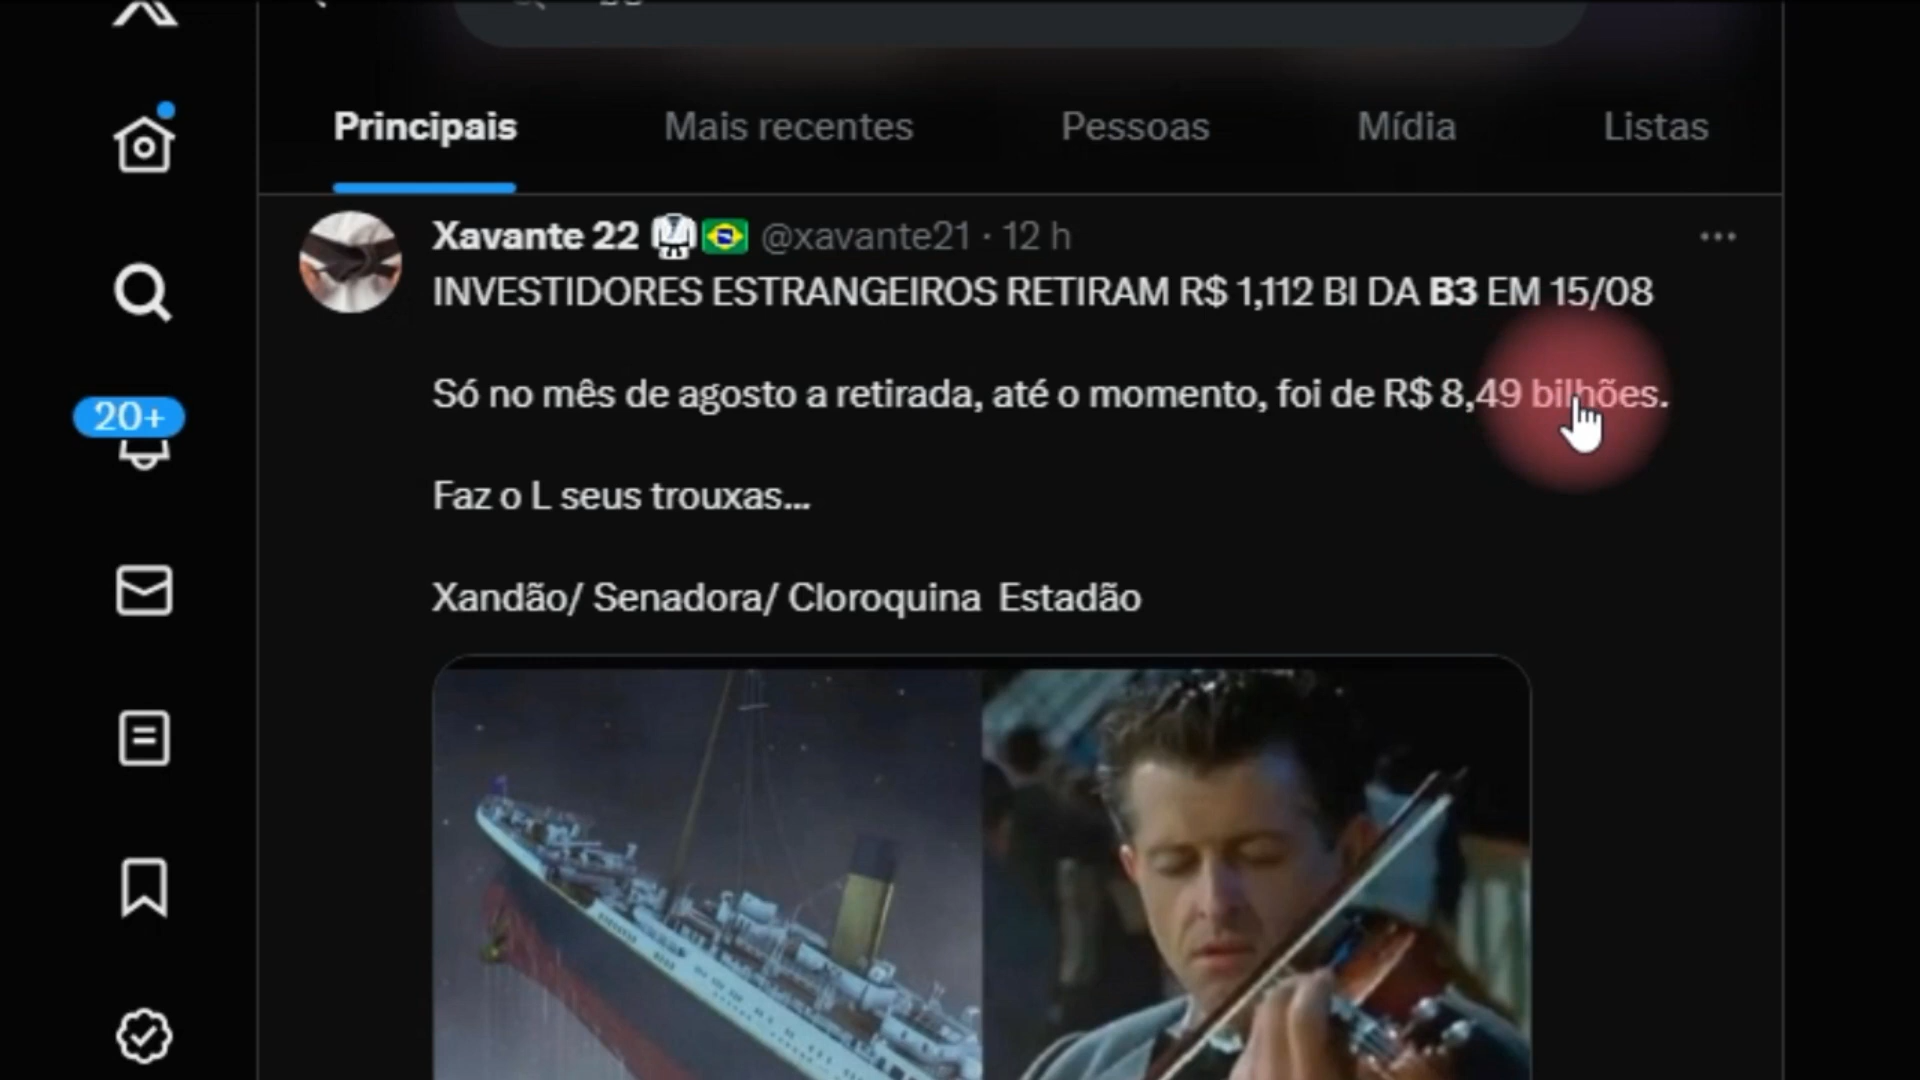 Principais Mais recentes Pessoas Mídia Listas
Xavante 22 @xavante21 · 12 h
INVESTIDORES ESTRANGEIROS RETIRAM R$ 1,112 BI DA B3 EM 15/08
Só no mês de agosto a retirada, até o momento, foi de R$ 8,49 bilhões.
20+
Faz o L seus trouxas...
Xandão/ Senadora/ Cloroquina Estadão